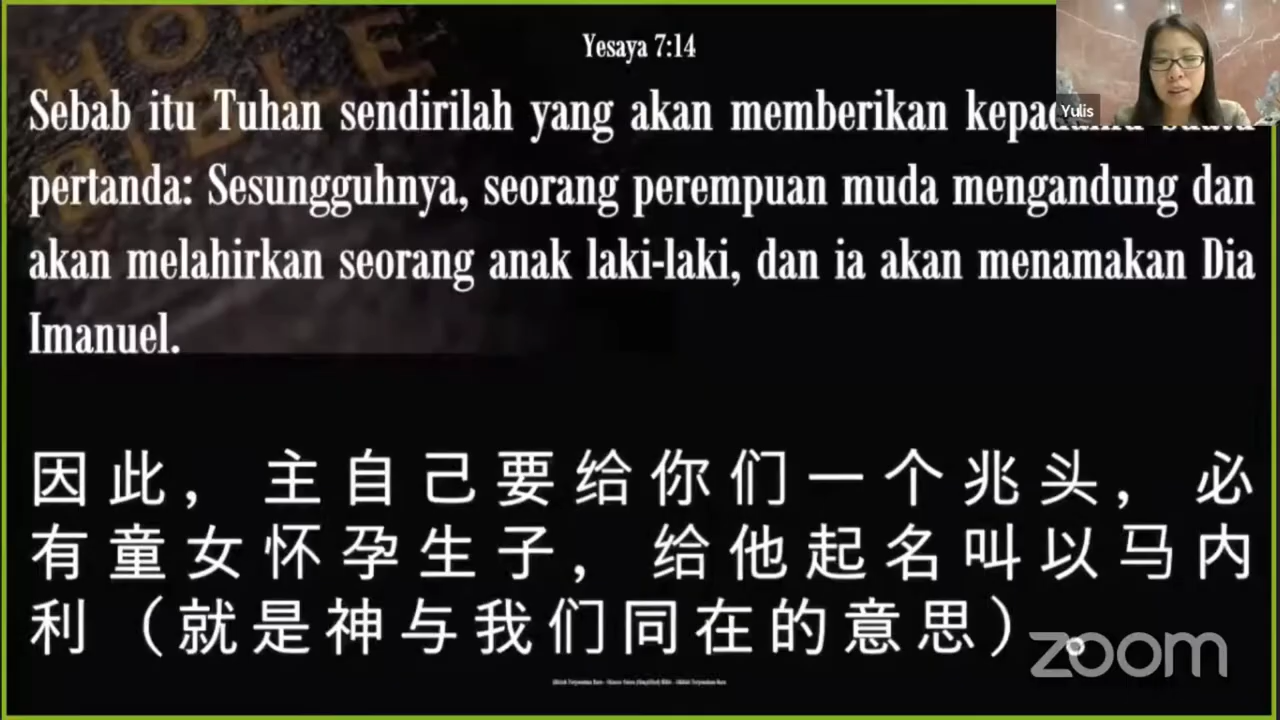 HOLY
BIBLE
Yesaya 7:14
Yulis
Sebab itu Tuhan sendirilah yang akan memberikan
pertanda: Sesungguhnya, seorang perempuan muda mengandung dan
akan melahirkan seorang anak laki-laki, dan ia akan menamakan Dia
Imanuel.
因此，主自己要给你们一个兆头，必
有童女怀孕生子，给他起名叫以马内
利（就是神与我们同在的意思）。
zoom